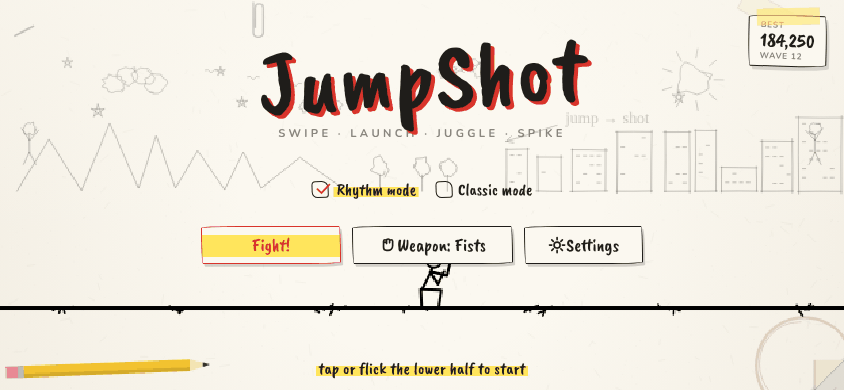 BEST
184,250
WAVE 12
JumpShot
SWIPE · LAUNCH · JUGGLE · SPIKE
jump → shot
Rhythm mode
Classic mode
Fight!
Weapon: Fists
Settings
tap or flick the lower half to start